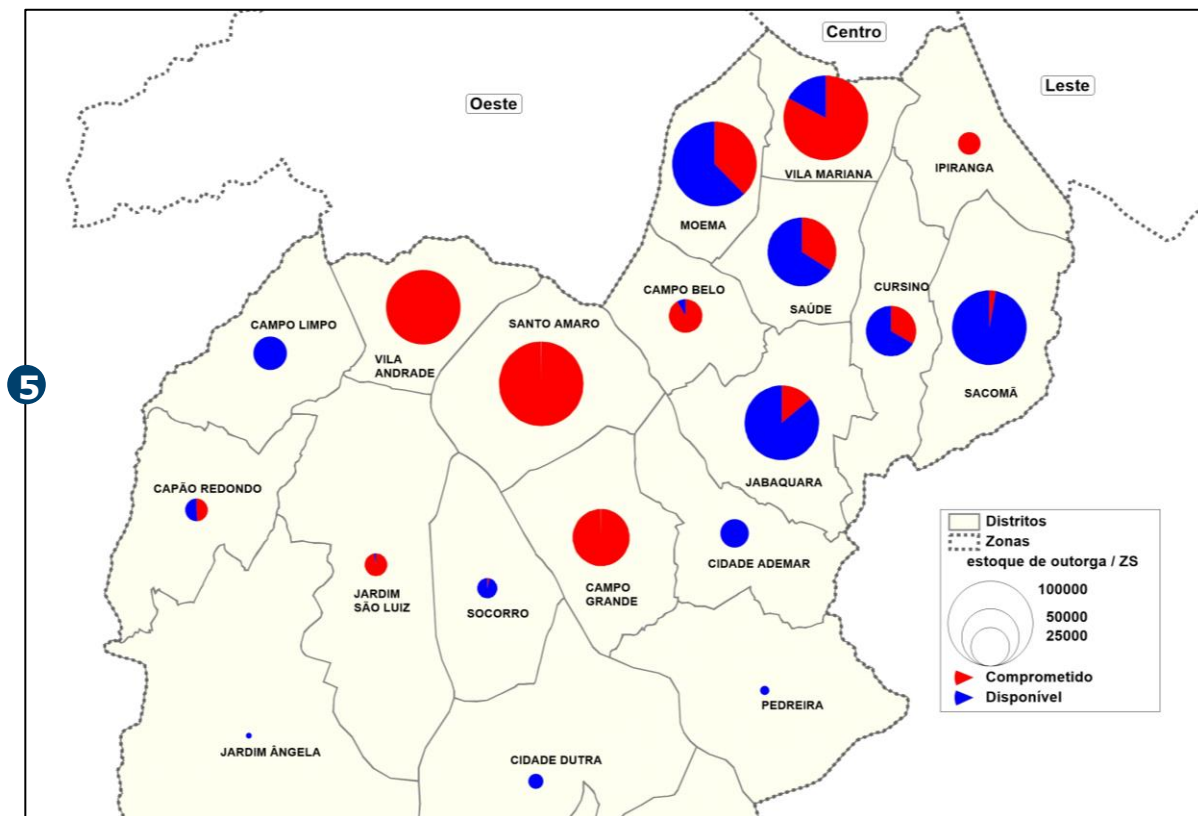 Centro
Oeste
Leste
VILA MARIANA
IPIRANGA
MOEMA
CAMPO BELO
SAÚDE
CURSINO
CAMPO LIMPO
SANTO AMARO
VILA
ANDRADE
SACOMÃ
5
JABAQUARA
CAPÃO REDONDO
CIDADE ADEMAR
JARDIM
SÃO LUIZ
SOCORRO
CAMPO
GRANDE
PEDREIRA
JARDIM ÂNGELA
CIDADE DUTRA
Distritos
Zonas
estoque de outorga / ZS
100000
50000
25000
Comprometido
Disponível